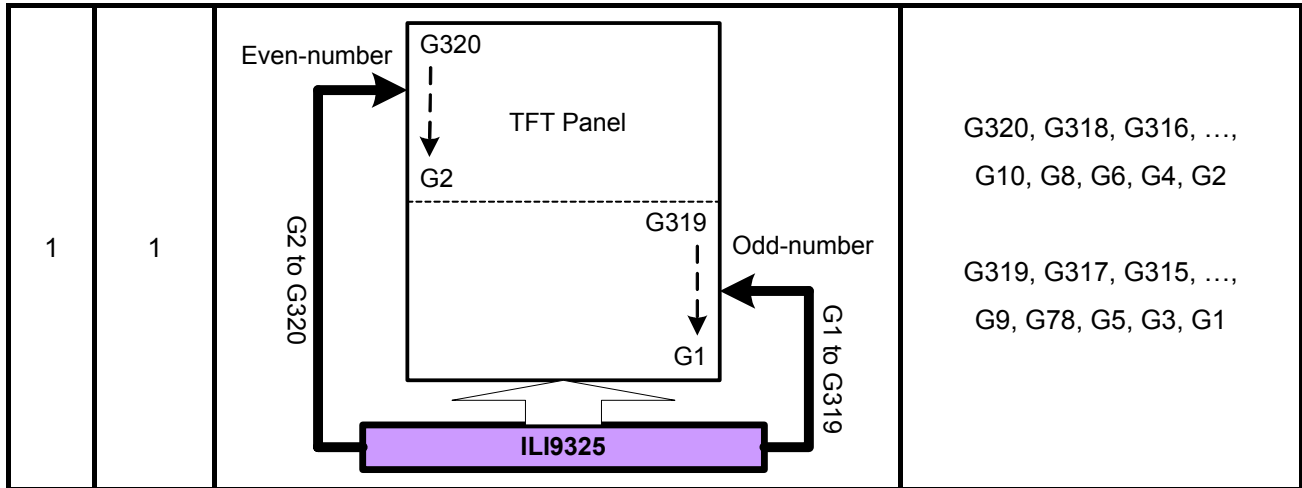 1
1
Even-number
G320
TFT Panel
G2
G2 to G320
G319
Odd-number
G1
G1 to G319
ILI9325
G320, G318, G316, …,
G10, G8, G6, G4, G2
G319, G317, G315, …,
G9, G78, G5, G3, G1